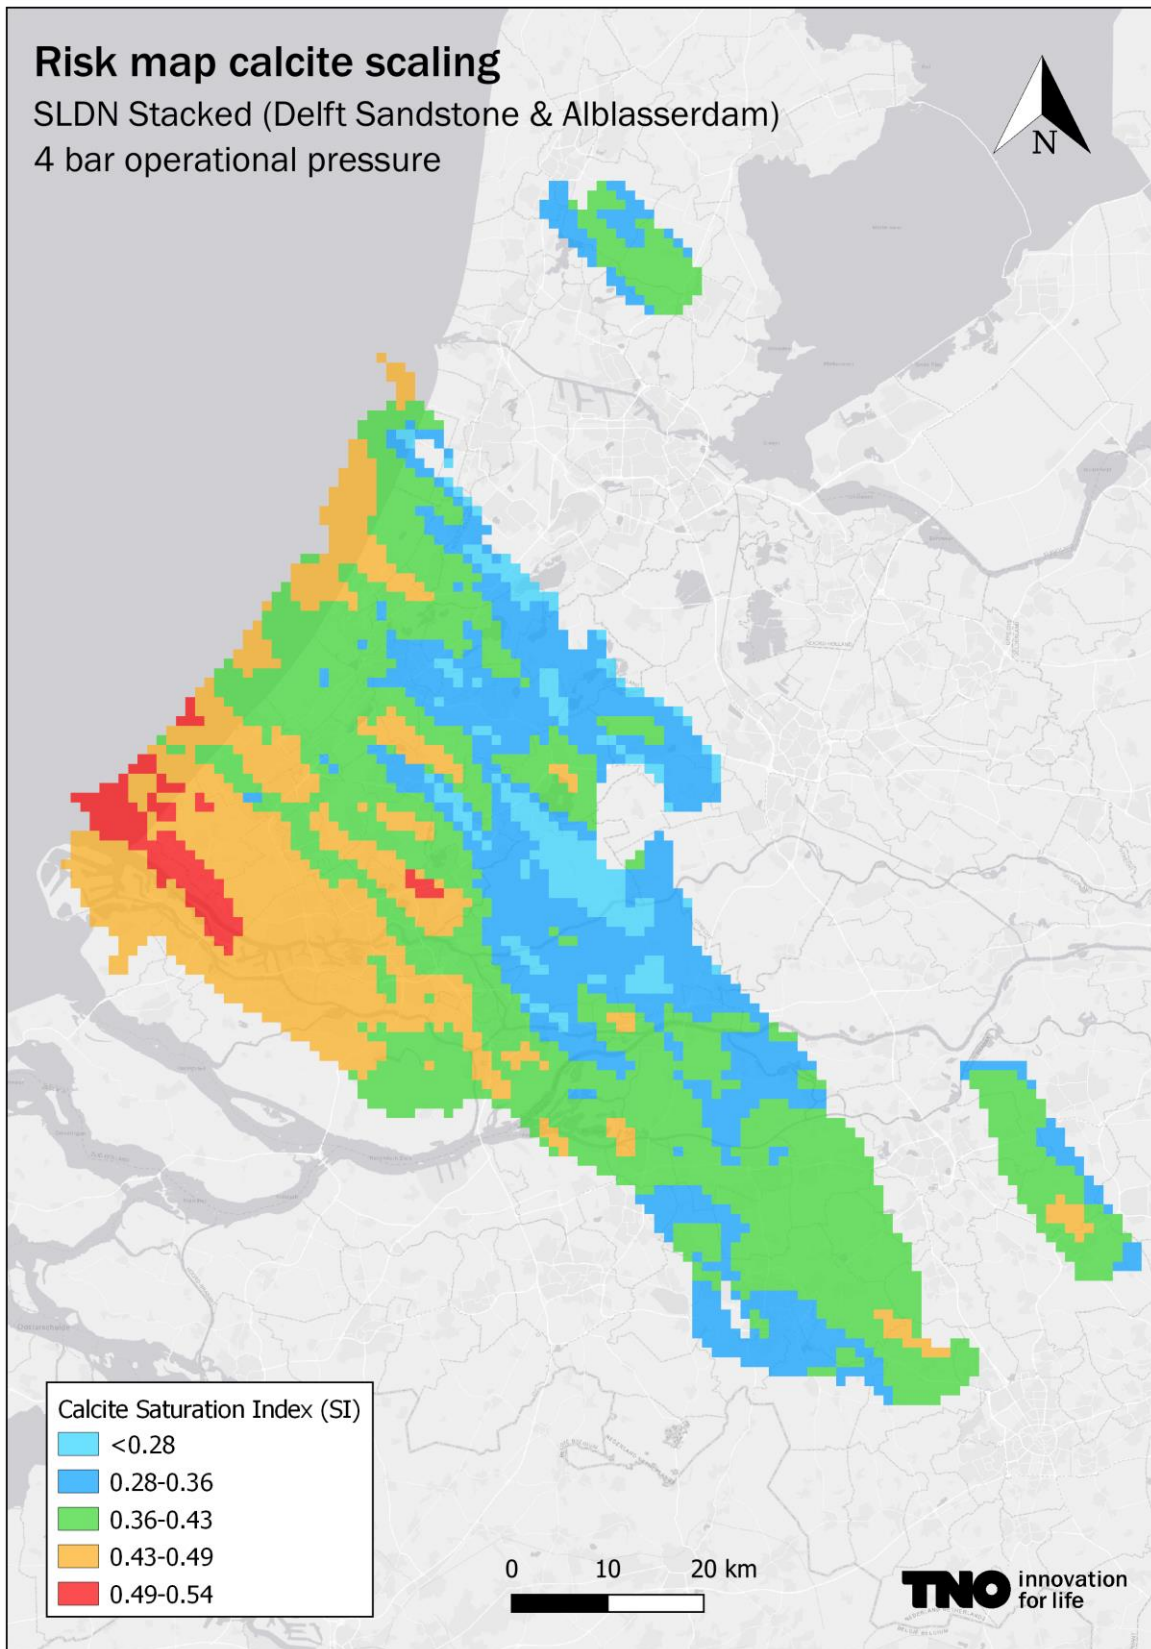 Risk map calcite scaling
SLDN Stacked (Delft Sandstone & Alblasserdam)
4 bar operational pressure
N
Calcite Saturation Index (SI)
<0.28
0.28-0.36
0.36-0.43
0.43-0.49
0.49-0.54
0 10 20 km
TNO innovation
for life